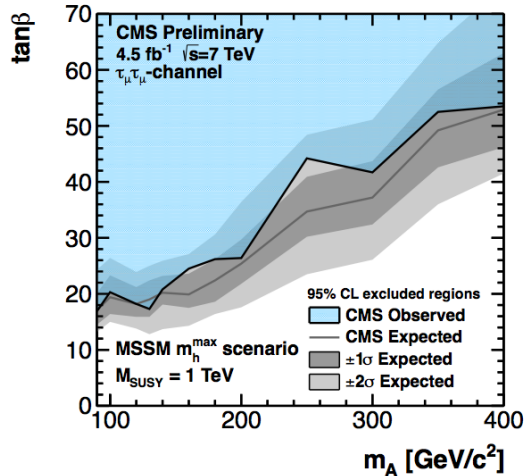 tanβ
70
60
50
40
30
20
10
0
CMS Preliminary
4.5 fb⁻¹ √s=7 TeV
τμτμ-channel
95% CL excluded regions
CMS Observed
CMS Expected
±1σ Expected
±2σ Expected
MSSM mₕᵐᵃˣ scenario
M_SUSY = 1 TeV
100 200 300 400
m_A [GeV/c²]